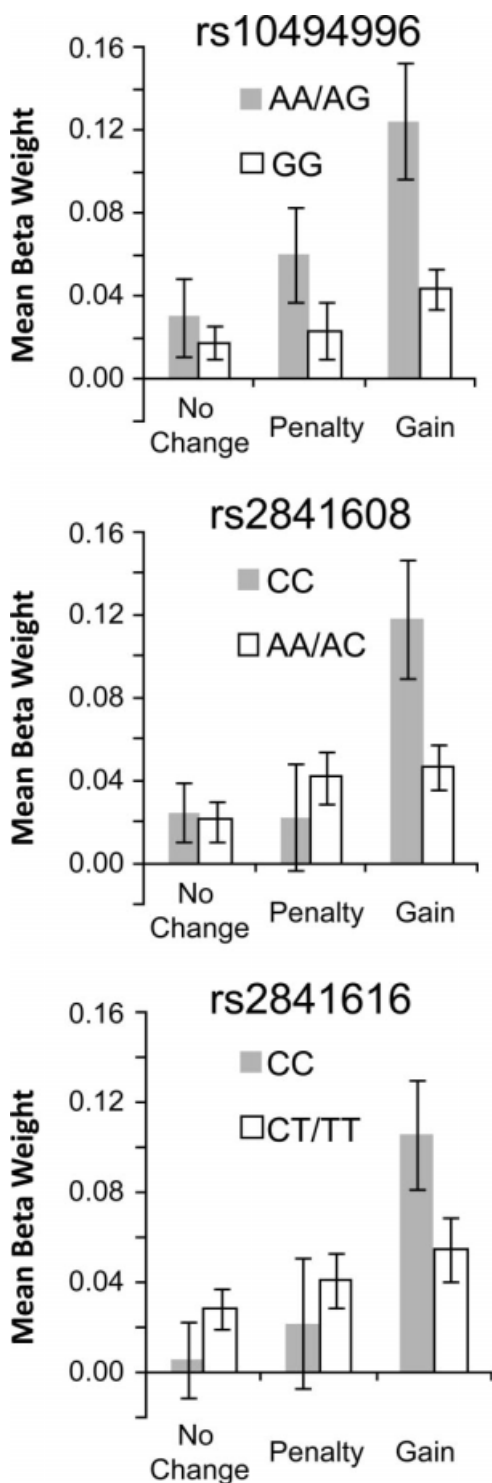 rs10494996
Mean Beta Weight
0.16
0.12
0.08
0.04
0.00
AA/AG
GG
No Change
Penalty
Gain
rs2841608
Mean Beta Weight
0.16
0.12
0.08
0.04
0.00
CC
AA/AC
No Change
Penalty
Gain
rs2841616
Mean Beta Weight
0.16
0.12
0.08
0.04
0.00
CC
CT/TT
No Change
Penalty
Gain